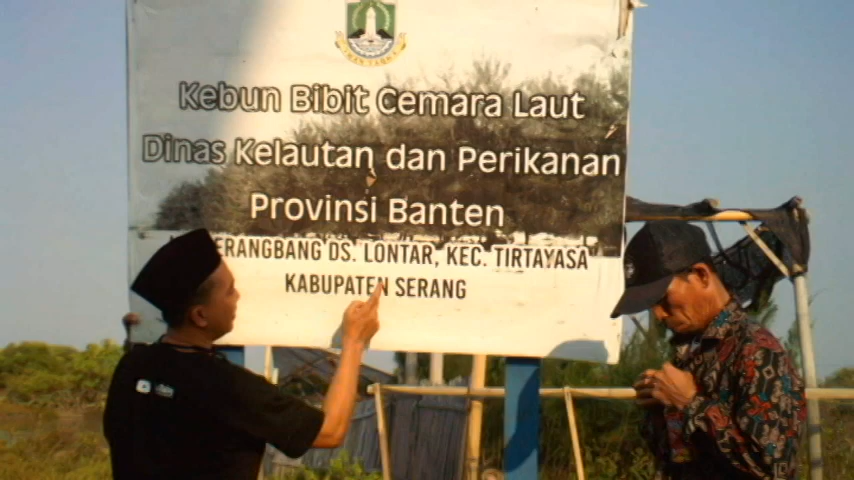 Kebun Bibit Cemara Laut
Dinas Kelautan dan Perikanan
Provinsi Banten
DS. LONTAR, KEC. TIRTAYASA
KABUPATEN SERANG